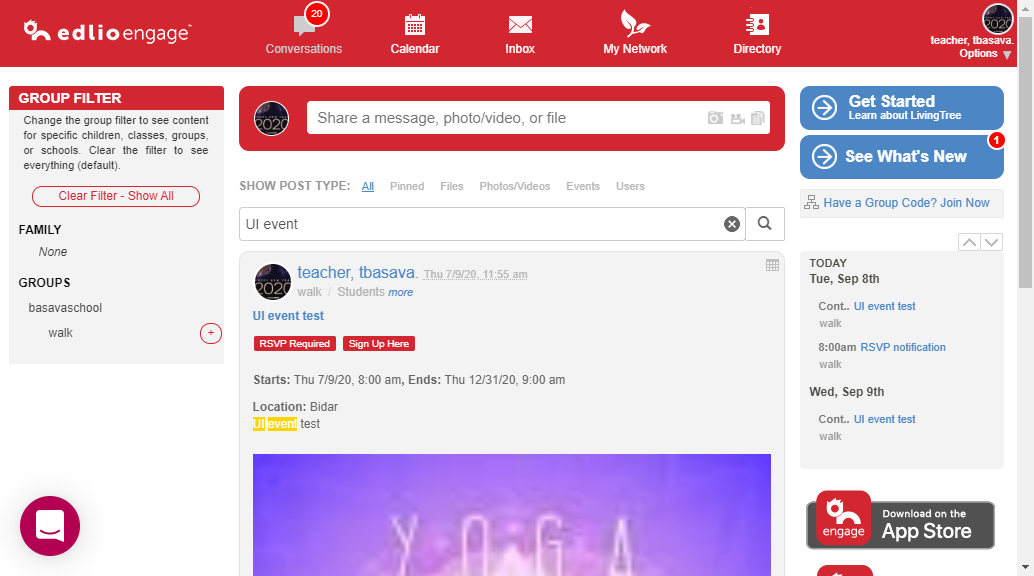 edlio engage™
20
Conversations
Calendar
Inbox
My Network
Directory
2020
teacher, tbasava.
Options ▼
GROUP FILTER
Change the group filter to see content
for specific children, classes, groups,
or schools. Clear the filter to see
everything (default).
Clear Filter - Show All
FAMILY
None
GROUPS
basavaschool
walk
+
2020
Share a message, photo/video, or file
SHOW POST TYPE: All Pinned Files Photos/Videos Events Users
UI event
2020
teacher, tbasava. Thu 7/9/20, 11:55 am
walk / Students more
UI event test
RSVP Required Sign Up Here
Starts: Thu 7/9/20, 8:00 am, Ends: Thu 12/31/20, 9:00 am
Location: Bidar
UI event test
YOGA
Get Started
Learn about LivingTree
1
See What's New
Have a Group Code? Join Now
TODAY
Tue, Sep 8th
Cont.. UI event test
walk
8:00am RSVP notification
walk
Wed, Sep 9th
Cont.. UI event test
walk
engage
Download on the
App Store